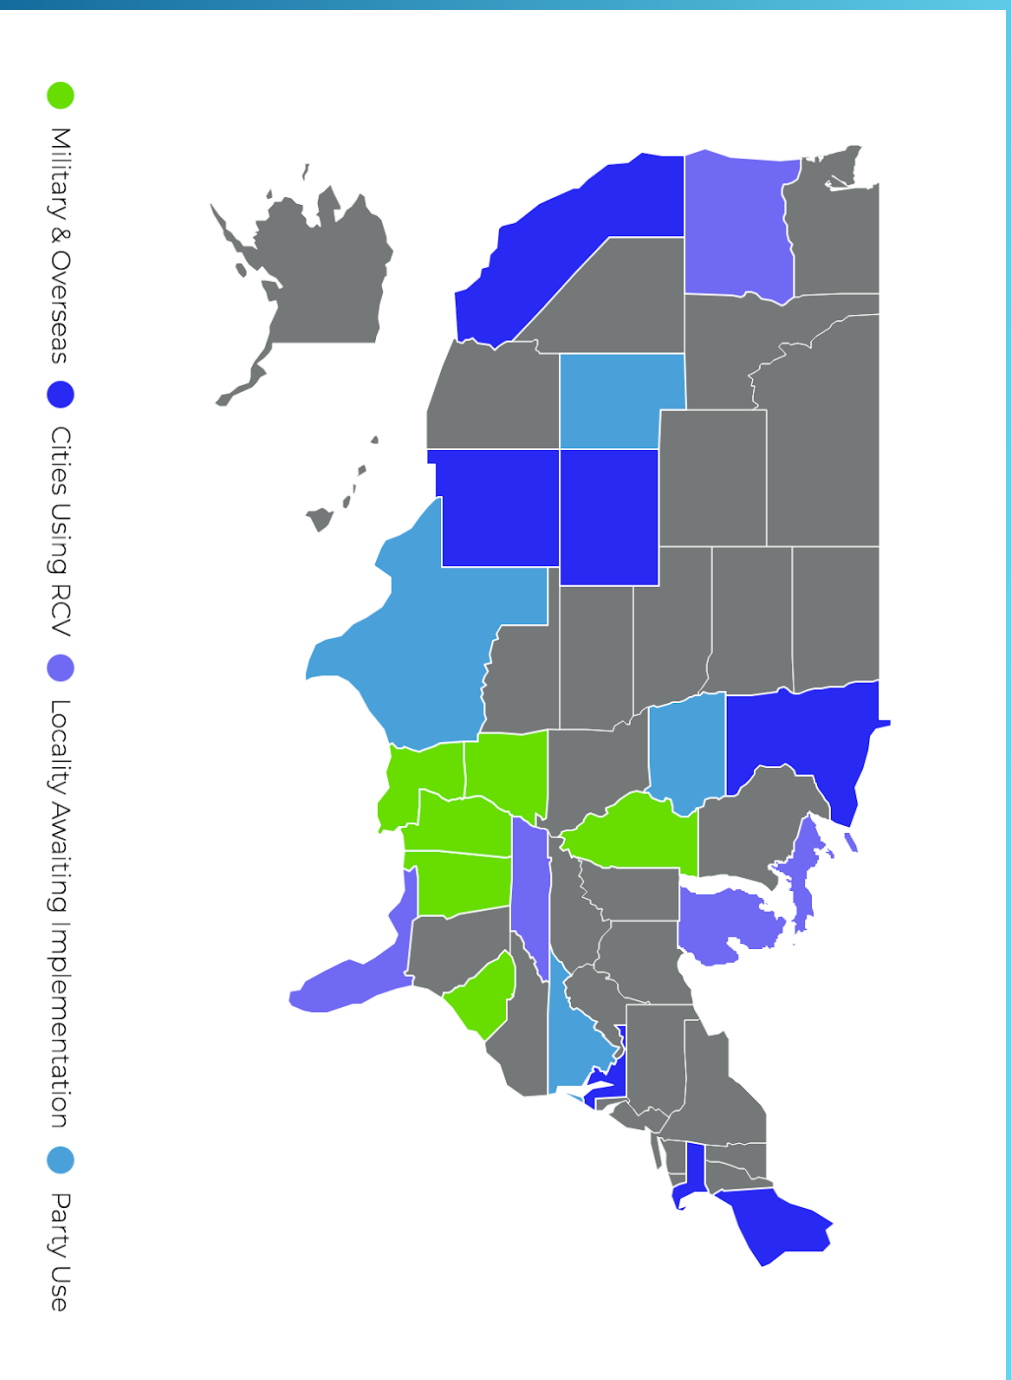 Military & Overseas
Cities Using RCV
Locality Awaiting Implementation
Party Use